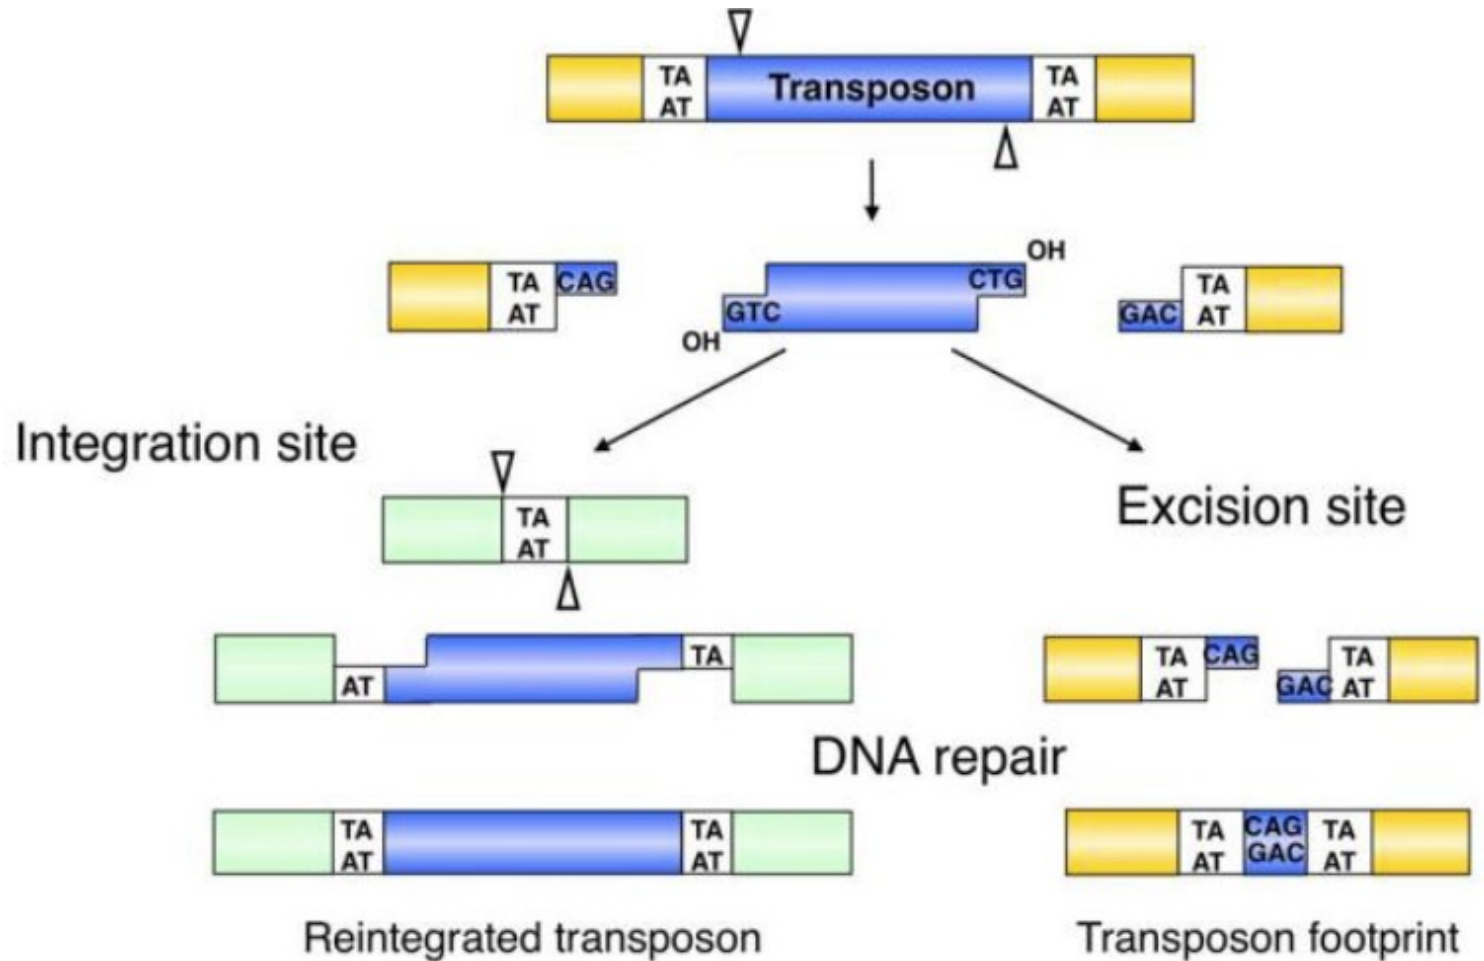 TA Transposon TA
AT AT
OH
TA CAG CTG TA
AT GTC GAC AT
OH
Integration site
Excision site
TA
AT
TA TA CAG TA
AT AT GAC AT
DNA repair
TA TA TA CAG TA
AT AT AT GAC AT
Reintegrated transposon Transposon footprint